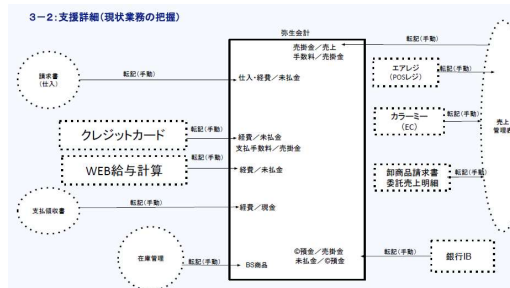 3-2:支援詳細(現状業務の把握)
弥生会計
売掛金/売上
手数料/売掛金
転記(手動)
請求書
(仕入)
転記(手動)
仕入・経費/未払金
エアレジ
(POSレジ)
転記(手動)
クレジットカード
転記(手動)
経費/未払金
支払手数料/売掛金
カラーミー
(EC)
転記(手動)
売上
管理表
WEB給与計算
転記(手動)
経費/未払金
卸商品請求書
委託売上明細
転記(手動)
支払領収書
転記(手動)
経費/現金
在庫管理
転記(手動)
BS商品
©預金/売掛金
未払金/©預金
転記(手動)
銀行IB